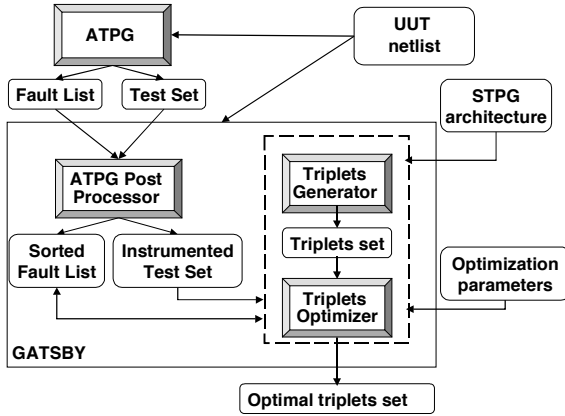 ATPG
UUT
netlist
Fault List
Test Set
STPG
architecture
ATPG Post
Processor
Triplets
Generator
Sorted
Fault List
Instrumented
Test Set
Triplets set
Optimization
parameters
Triplets
Optimizer
GATSBY
Optimal triplets set